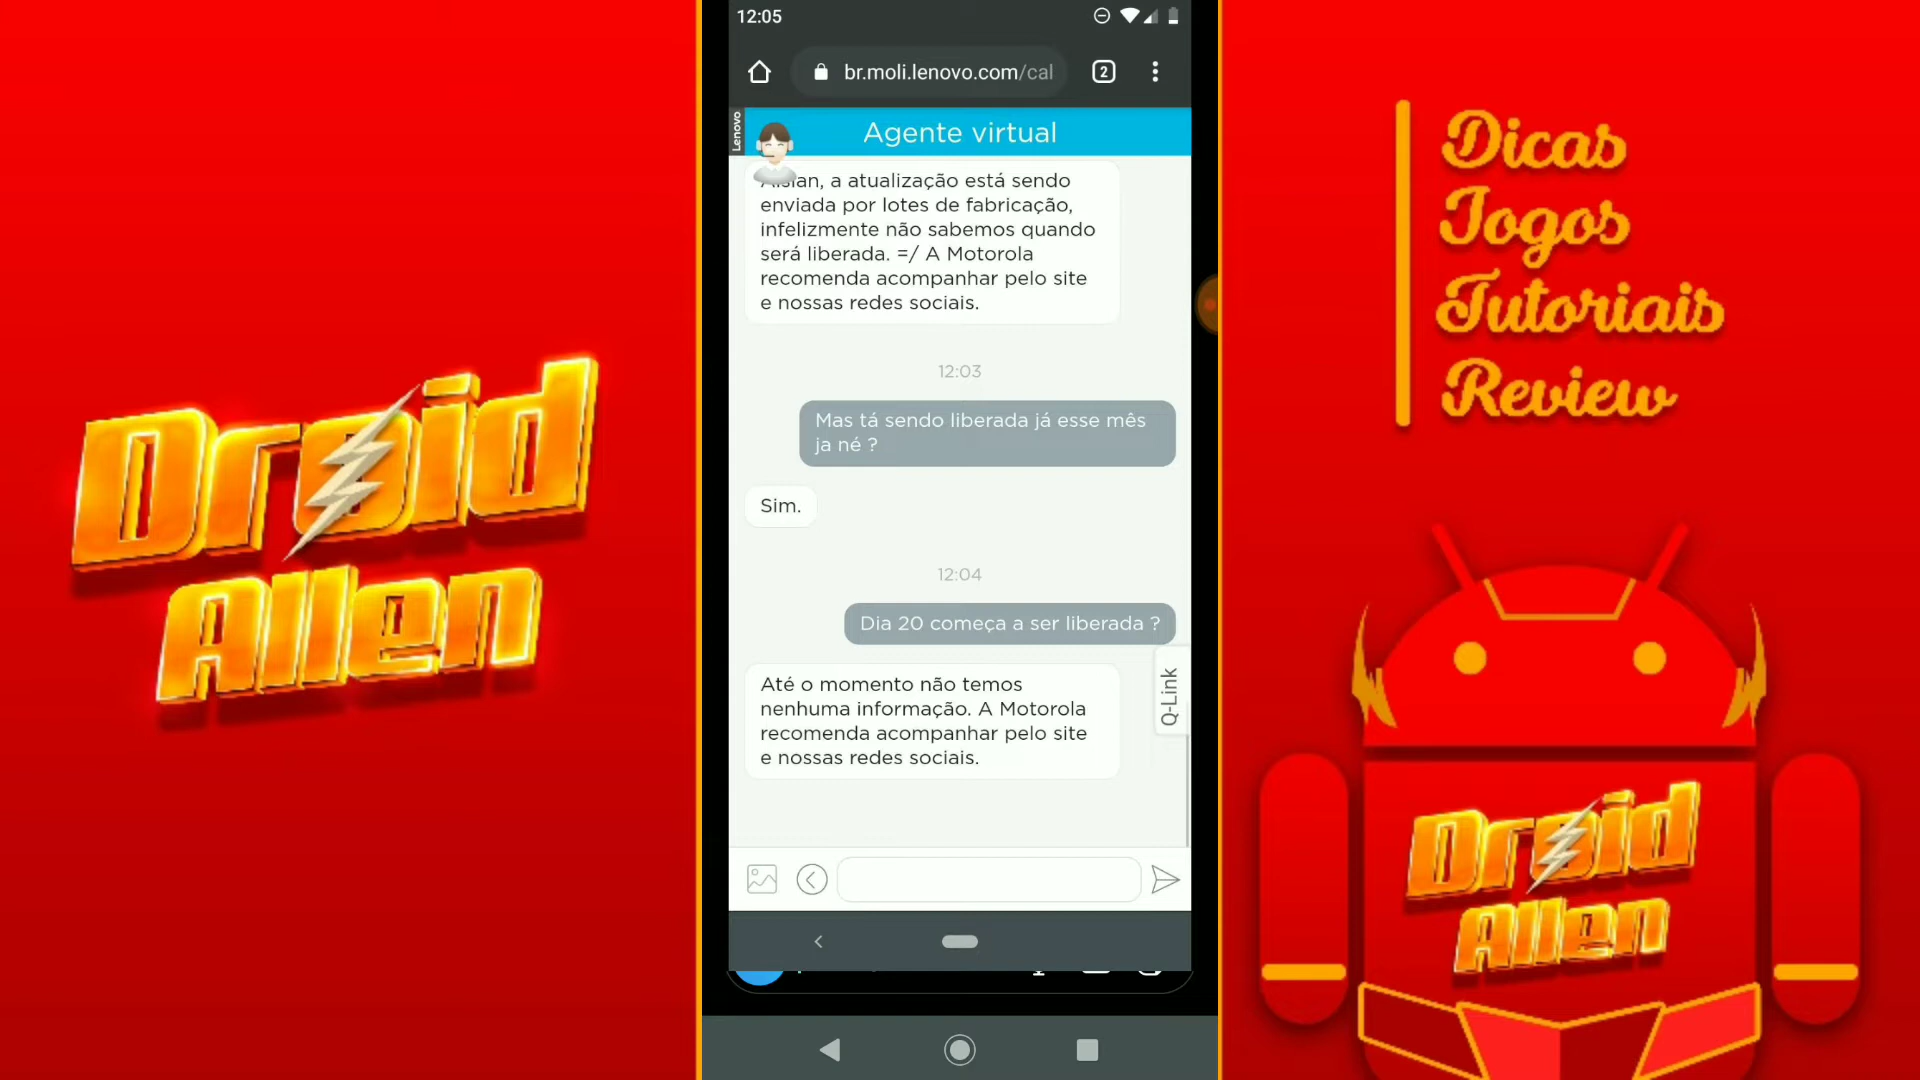 Droid
Allen
12:05
br.moli.lenovo.com/cal
2
Lenovo
Agente virtual
a atualização está sendo
enviada por lotes de fabricação,
infelizmente não sabemos quando
será liberada. =/ A Motorola
recomenda acompanhar pelo site
e nossas redes sociais.
12:03
Mas tá sendo liberada já esse mês
ja né ?
Sim.
12:04
Dia 20 começa a ser liberada ?
Até o momento não temos
nenhuma informação. A Motorola
recomenda acompanhar pelo site
e nossas redes sociais.
Q-Link
Dicas
Jogos
Tutoriais
Review
Droid
Allen